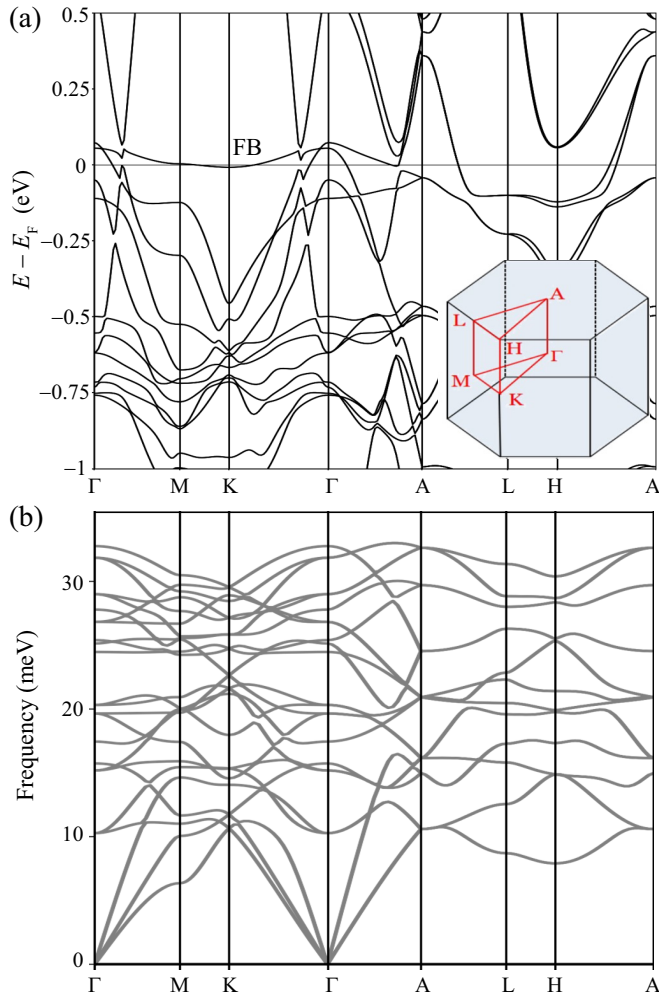 (a)
0.5
0.25
0
−0.25
−0.5
−0.75
−1
E − E_F (eV)
FB
A
L
H
Γ
M
K
Γ M K Γ A L H A
(b)
30
20
10
0
Frequency (meV)
Γ M K Γ A L H A